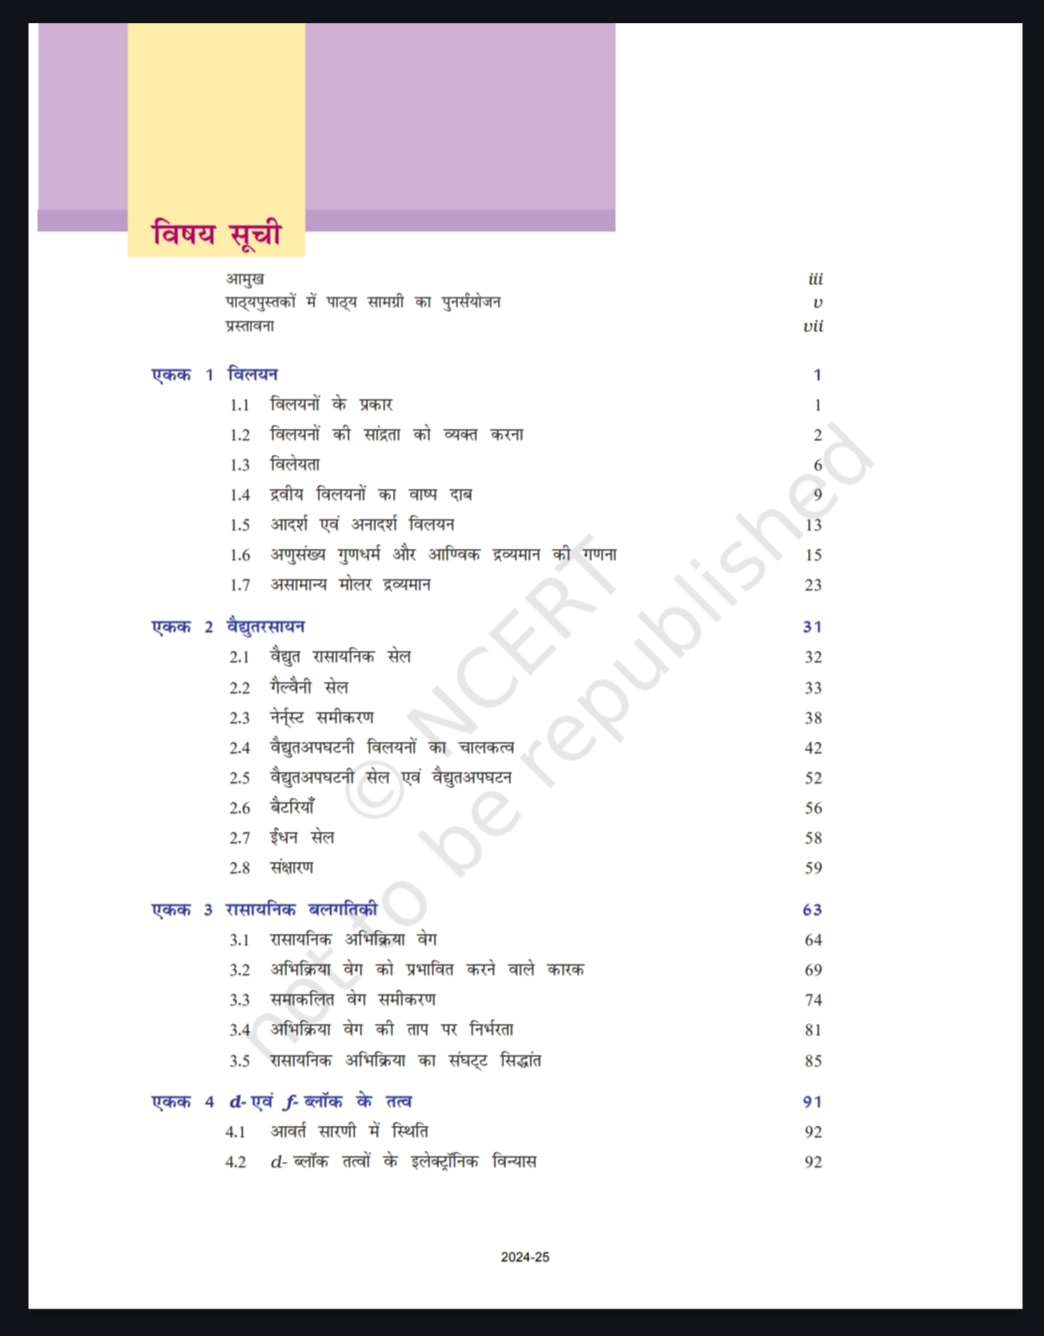 विषय सूची
आमुख iii
पाठ्यपुस्तकों में पाठ्य सामग्री का पुनर्संयोजन v
प्रस्तावना vii
एकक 1 विलयन 1
1.1 विलयनों के प्रकार 1
1.2 विलयनों की सांद्रता को व्यक्त करना 2
1.3 विलेयता 6
1.4 द्रवीय विलयनों का वाष्प दाब 9
1.5 आदर्श एवं अनादर्श विलयन 13
1.6 अणुसंख्य गुणधर्म और आण्विक द्रव्यमान की गणना 15
1.7 असामान्य मोलर द्रव्यमान 23
एकक 2 वैद्युतरसायन 31
2.1 वैद्युत रासायनिक सेल 32
2.2 गैल्वैनी सेल 33
2.3 नेर्न्स्ट समीकरण 38
2.4 वैद्युतअपघटनी विलयनों का चालकत्व 42
2.5 वैद्युतअपघटनी सेल एवं वैद्युतअपघटन 52
2.6 बैटरियाँ 56
2.7 ईंधन सेल 58
2.8 संक्षारण 59
एकक 3 रासायनिक बलगतिकी 63
3.1 रासायनिक अभिक्रिया वेग 64
3.2 अभिक्रिया वेग को प्रभावित करने वाले कारक 69
3.3 समाकलित वेग समीकरण 74
3.4 अभिक्रिया वेग की ताप पर निर्भरता 81
3.5 रासायनिक अभिक्रिया का संघट्ट सिद्धांत 85
एकक 4 d- एवं f- ब्लॉक के तत्व 91
4.1 आवर्त सारणी में स्थिति 92
4.2 d- ब्लॉक तत्वों के इलेक्ट्रॉनिक विन्यास 92
© NCERT
not to be republished
2024-25